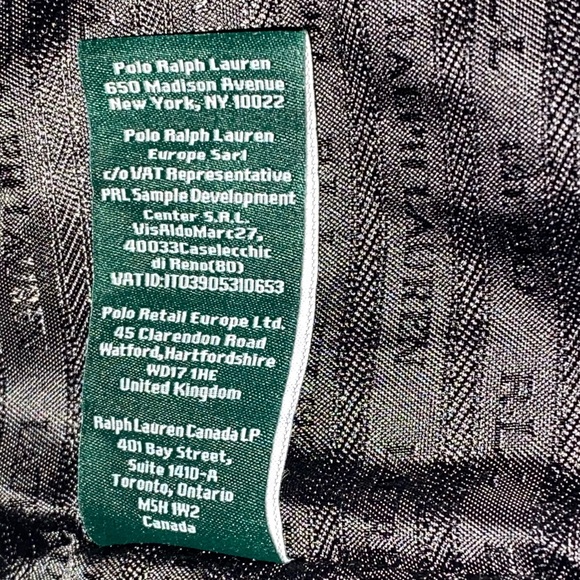 Polo Ralph Lauren
650 Madison Avenue
New York, NY 10022
Polo Ralph Lauren
Europe Sarl
c/o VAT Representative
PRL Sample Development
Center S.R.L.
VisAldoMarc27,
40033Caselecchic
di Reno(80)
VATID:IT03905310653
Polo Retail Europe Ltd.
45 Clarendon Road
Watford,Hartfordshire
WD17 1HE
United Kingdom
Ralph Lauren Canada LP
401 Bay Street,
Suite 1410-A
Toronto, Ontario
M5H 1W2
Canada